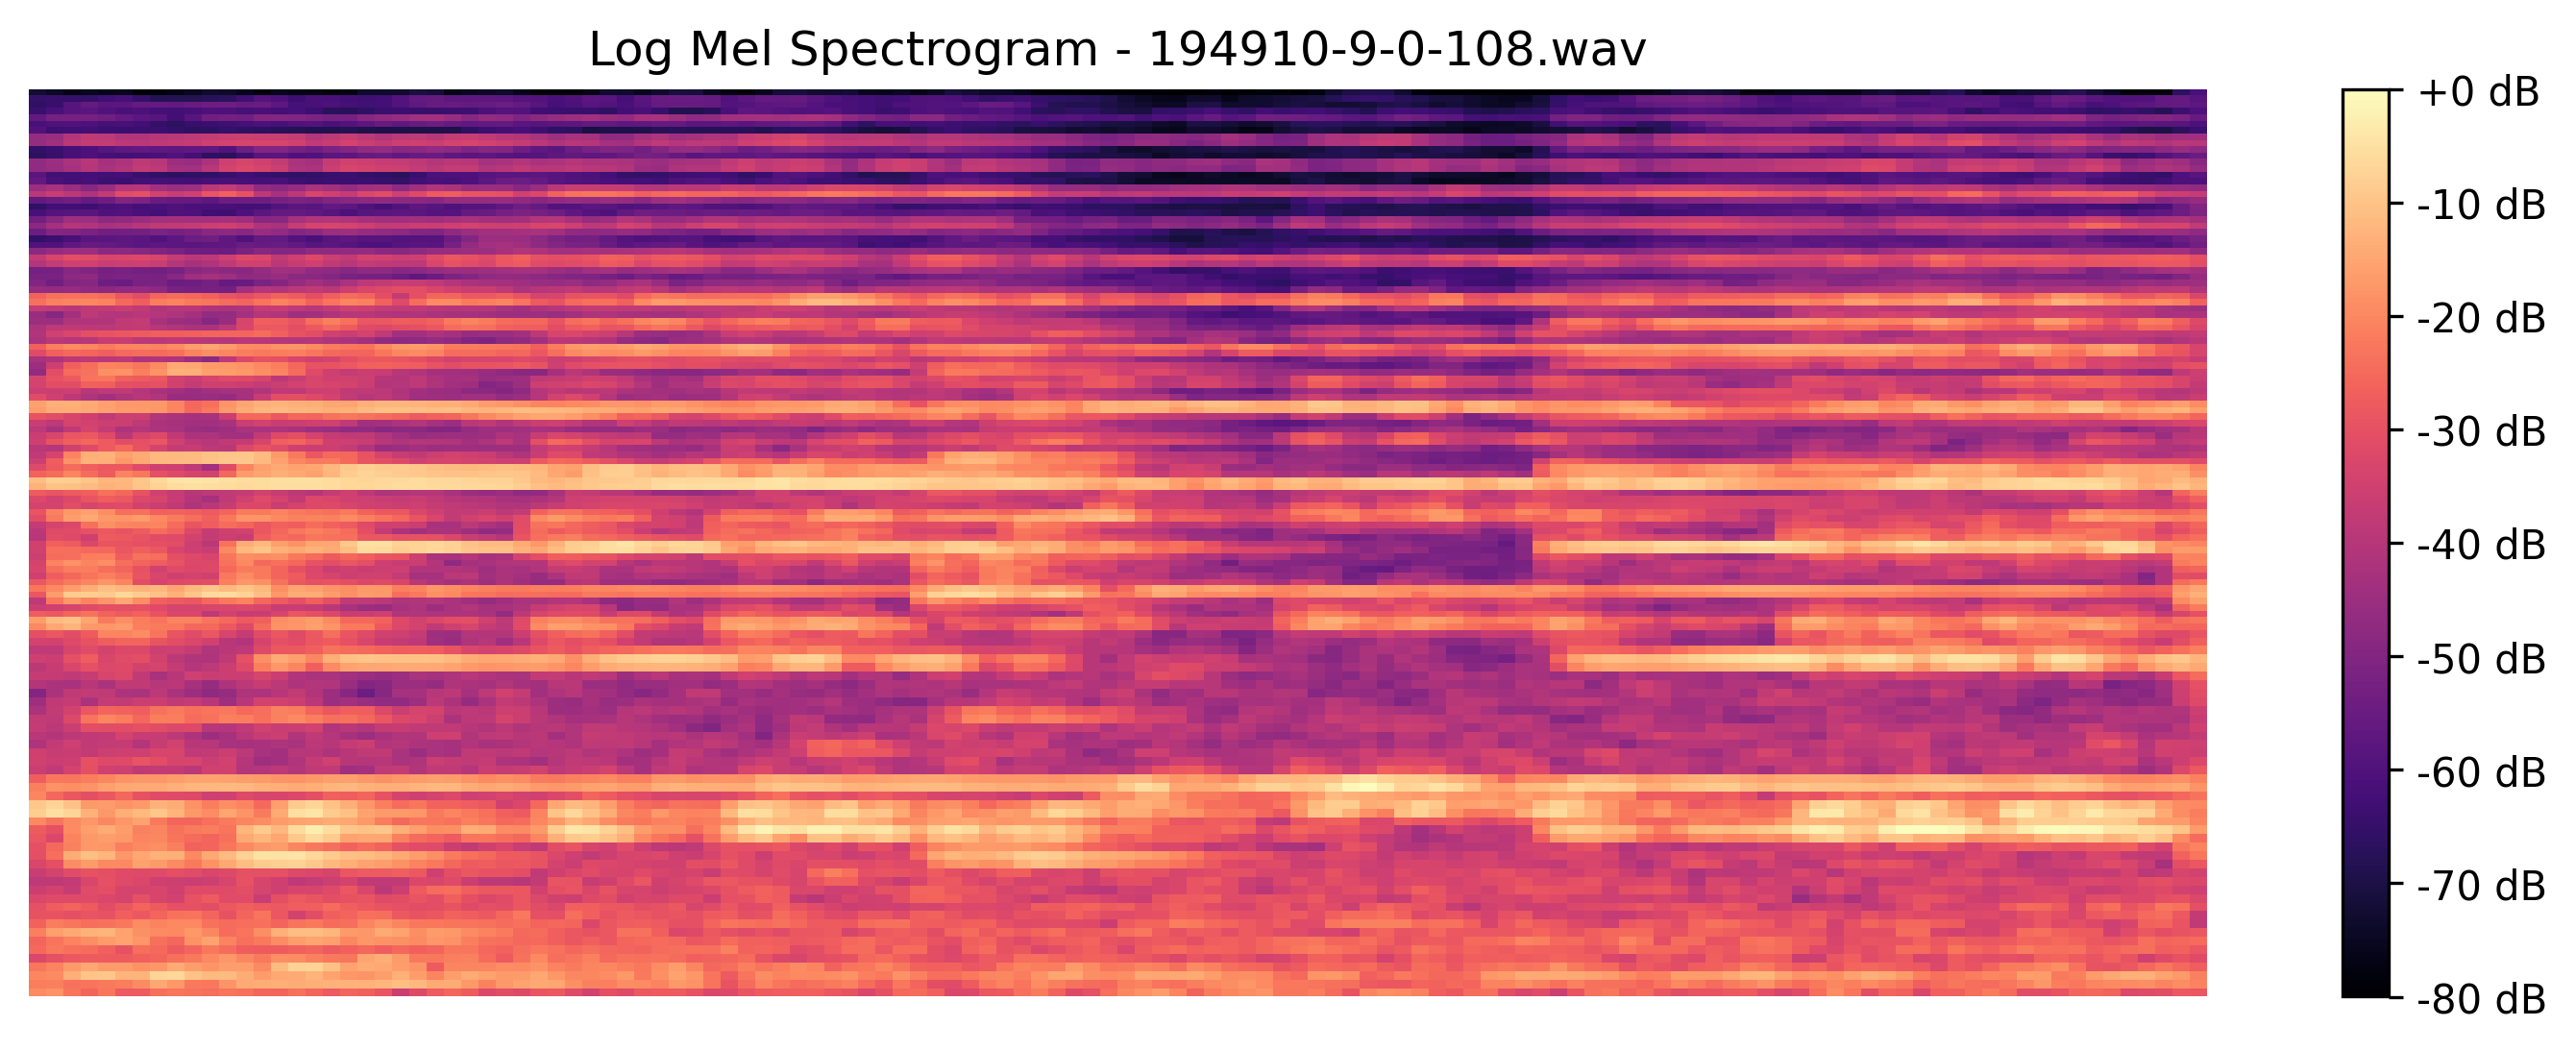 Log Mel Spectrogram - 194910-9-0-108.wav
+0 dB
-10 dB
-20 dB
-30 dB
-40 dB
-50 dB
-60 dB
-70 dB
-80 dB